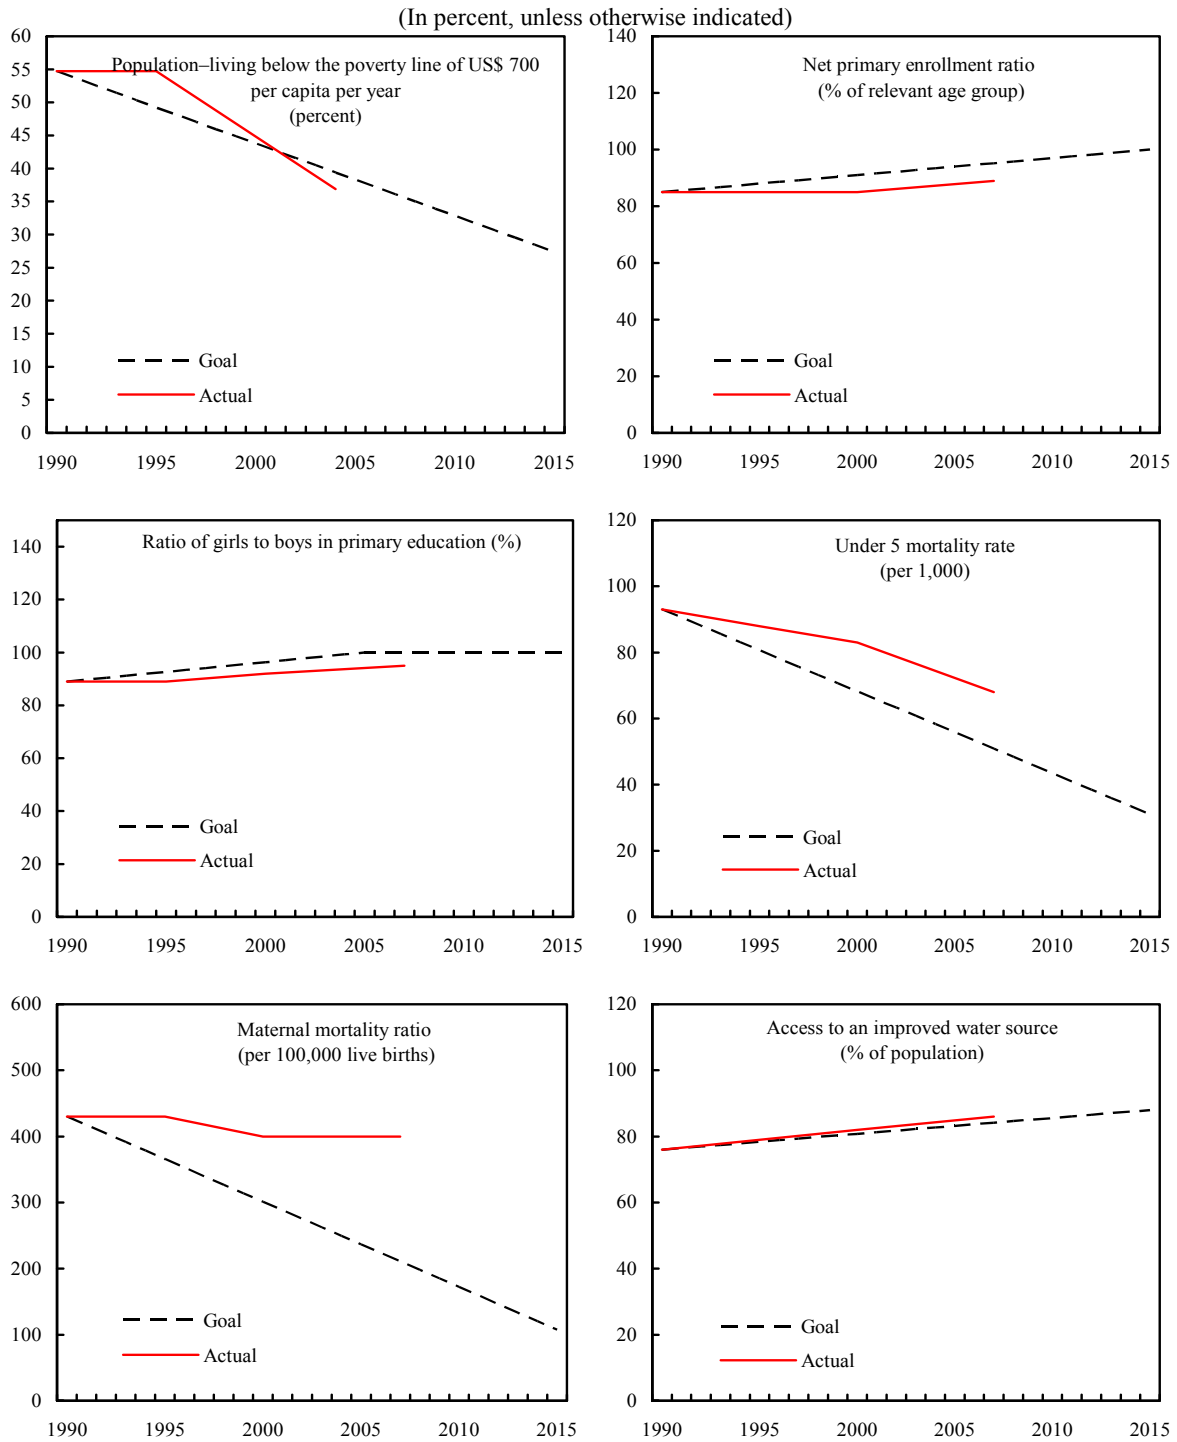 (In percent, unless otherwise indicated)
Population–living below the poverty line of US$ 700
per capita per year
(percent)
60
55
50
45
40
35
30
25
20
15
10
5
0
Goal
Actual
1990 1995 2000 2005 2010 2015
Net primary enrollment ratio
(% of relevant age group)
140
120
100
80
60
40
20
0
Goal
Actual
1990 1995 2000 2005 2010 2015
Ratio of girls to boys in primary education (%)
140
120
100
80
60
40
20
0
Goal
Actual
1990 1995 2000 2005 2010 2015
Under 5 mortality rate
(per 1,000)
120
100
80
60
40
20
0
Goal
Actual
1990 1995 2000 2005 2010 2015
Maternal mortality ratio
(per 100,000 live births)
600
500
400
300
200
100
0
Goal
Actual
1990 1995 2000 2005 2010 2015
Access to an improved water source
(% of population)
120
100
80
60
40
20
0
Goal
Actual
1990 1995 2000 2005 2010 2015